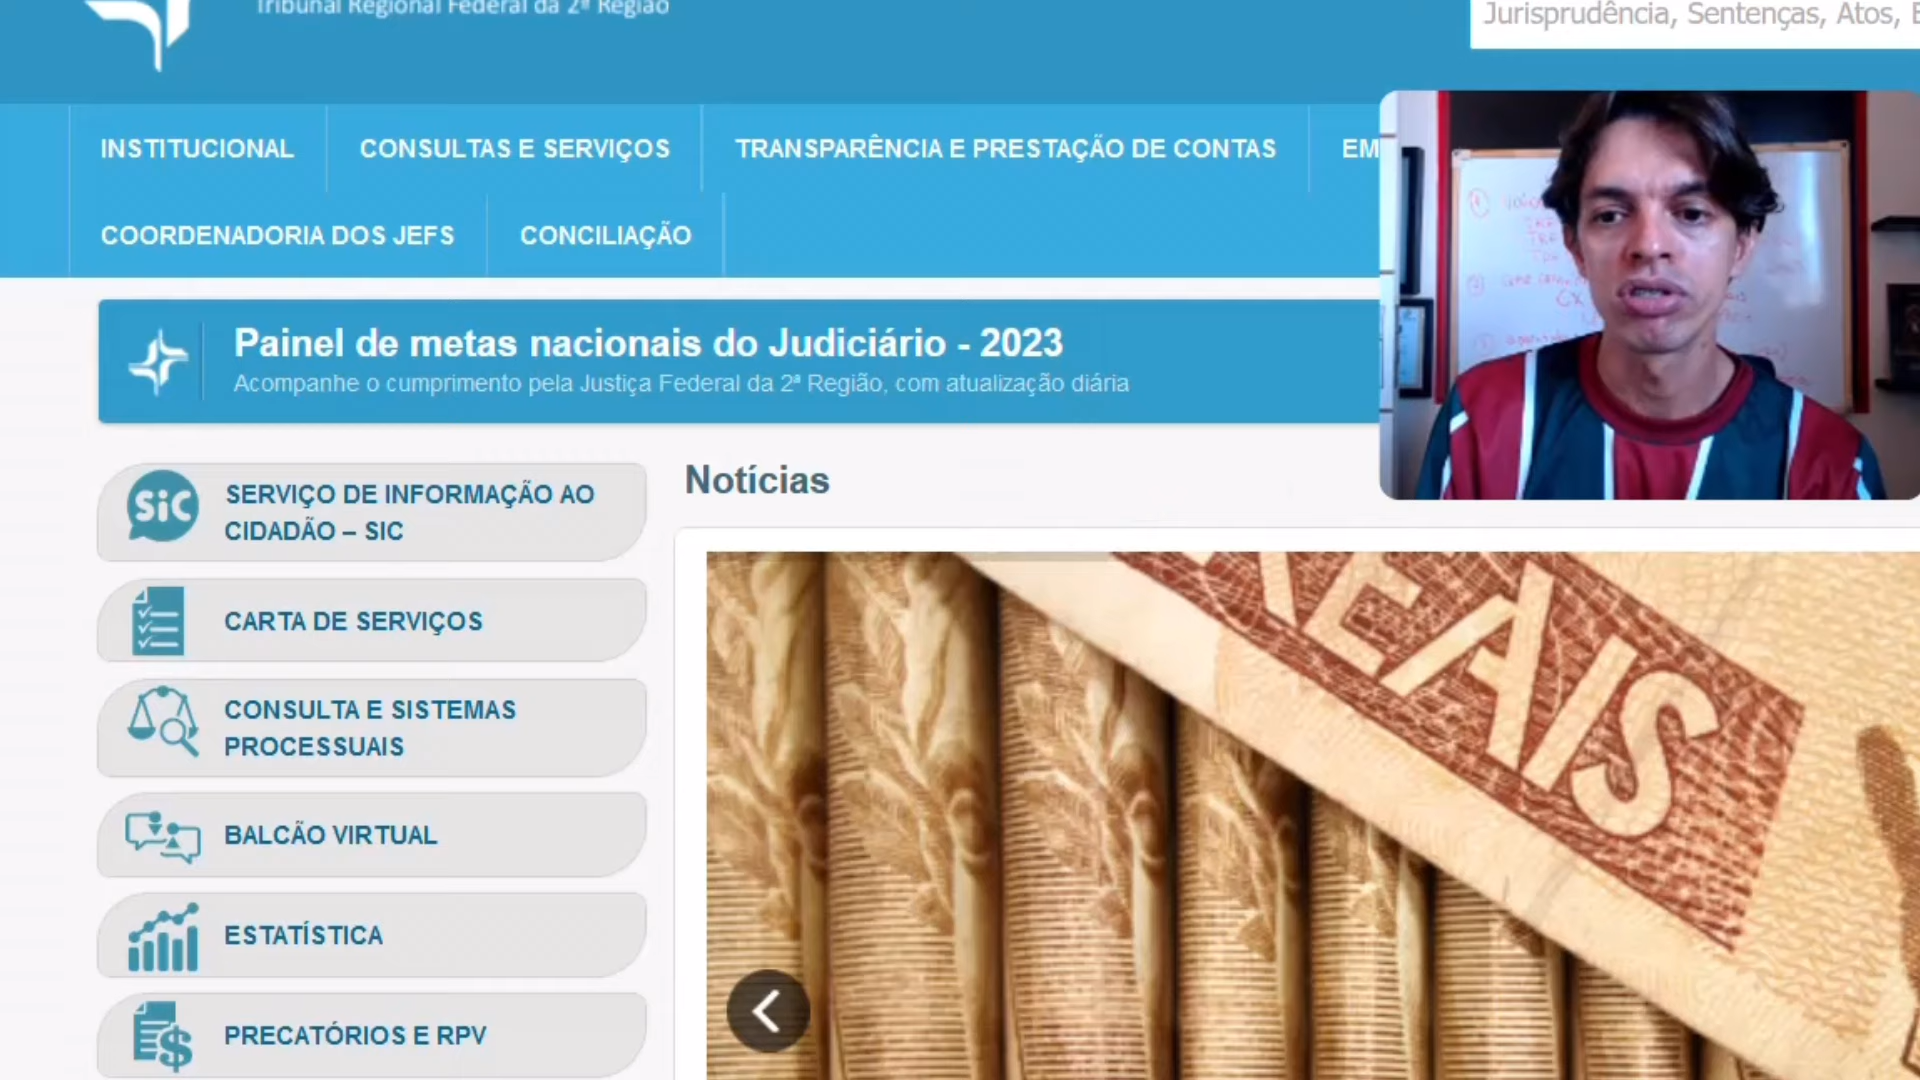 Tribunal Regional Federal da 2ª Região
Jurisprudência, Sentenças, Atos,
INSTITUCIONAL
CONSULTAS E SERVIÇOS
TRANSPARÊNCIA E PRESTAÇÃO DE CONTAS
EM
COORDENADORIA DOS JEFS
CONCILIAÇÃO
Painel de metas nacionais do Judiciário - 2023
Acompanhe o cumprimento pela Justiça Federal da 2ª Região, com atualização diária
SiC
SERVIÇO DE INFORMAÇÃO AO
CIDADÃO – SIC
CARTA DE SERVIÇOS
CONSULTA E SISTEMAS
PROCESSUAIS
BALCÃO VIRTUAL
ESTATÍSTICA
PRECATÓRIOS E RPV
Notícias
REAIS